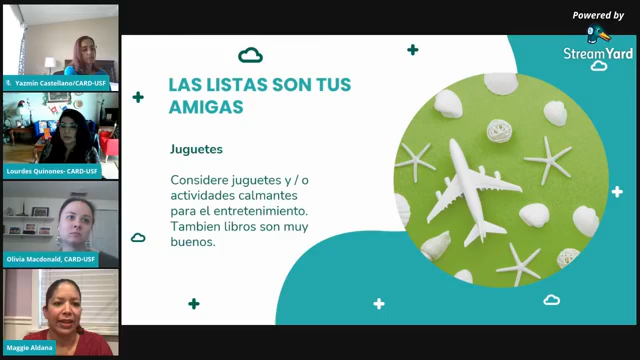 Powered by
StreamYard
Yazmin Castellano/CARD-USF
Lourdes Quinones- CARD-USF
Olivia Macdonald, CARD-USF
Maggie Aldana
LAS LISTAS SON TUS
AMIGAS
Juguetes
Considere juguetes y / o
actividades calmantes
para el entretenimiento.
Tambien libros son muy
buenos.